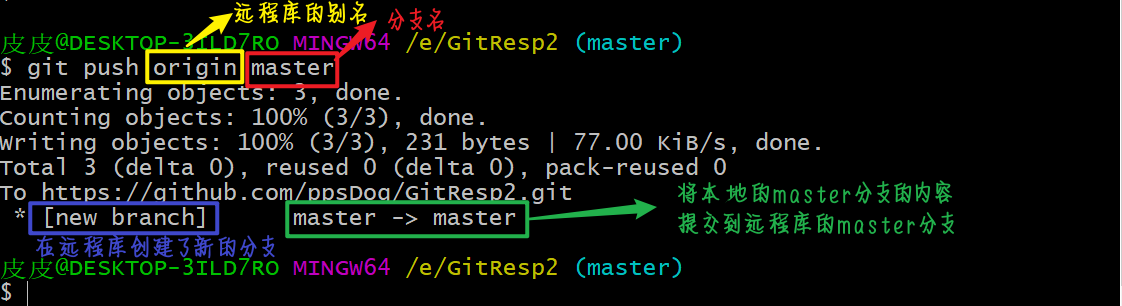 远程库的别名
分支名
皮皮@DESKTOP-3ILD7RO MINGW64 /e/GitResp2 (master)
$ git push origin master
Enumerating objects: 3, done.
Counting objects: 100% (3/3), done.
Writing objects: 100% (3/3), 231 bytes | 77.00 KiB/s, done.
Total 3 (delta 0), reused 0 (delta 0), pack-reused 0
To https://github.com/ppsDog/GitResp2.git
* [new branch] master -> master
将本地的master分支的内容
提交到远程库的master分支
在远程库创建了新的分支
皮皮@DESKTOP-3ILD7RO MINGW64 /e/GitResp2 (master)
$